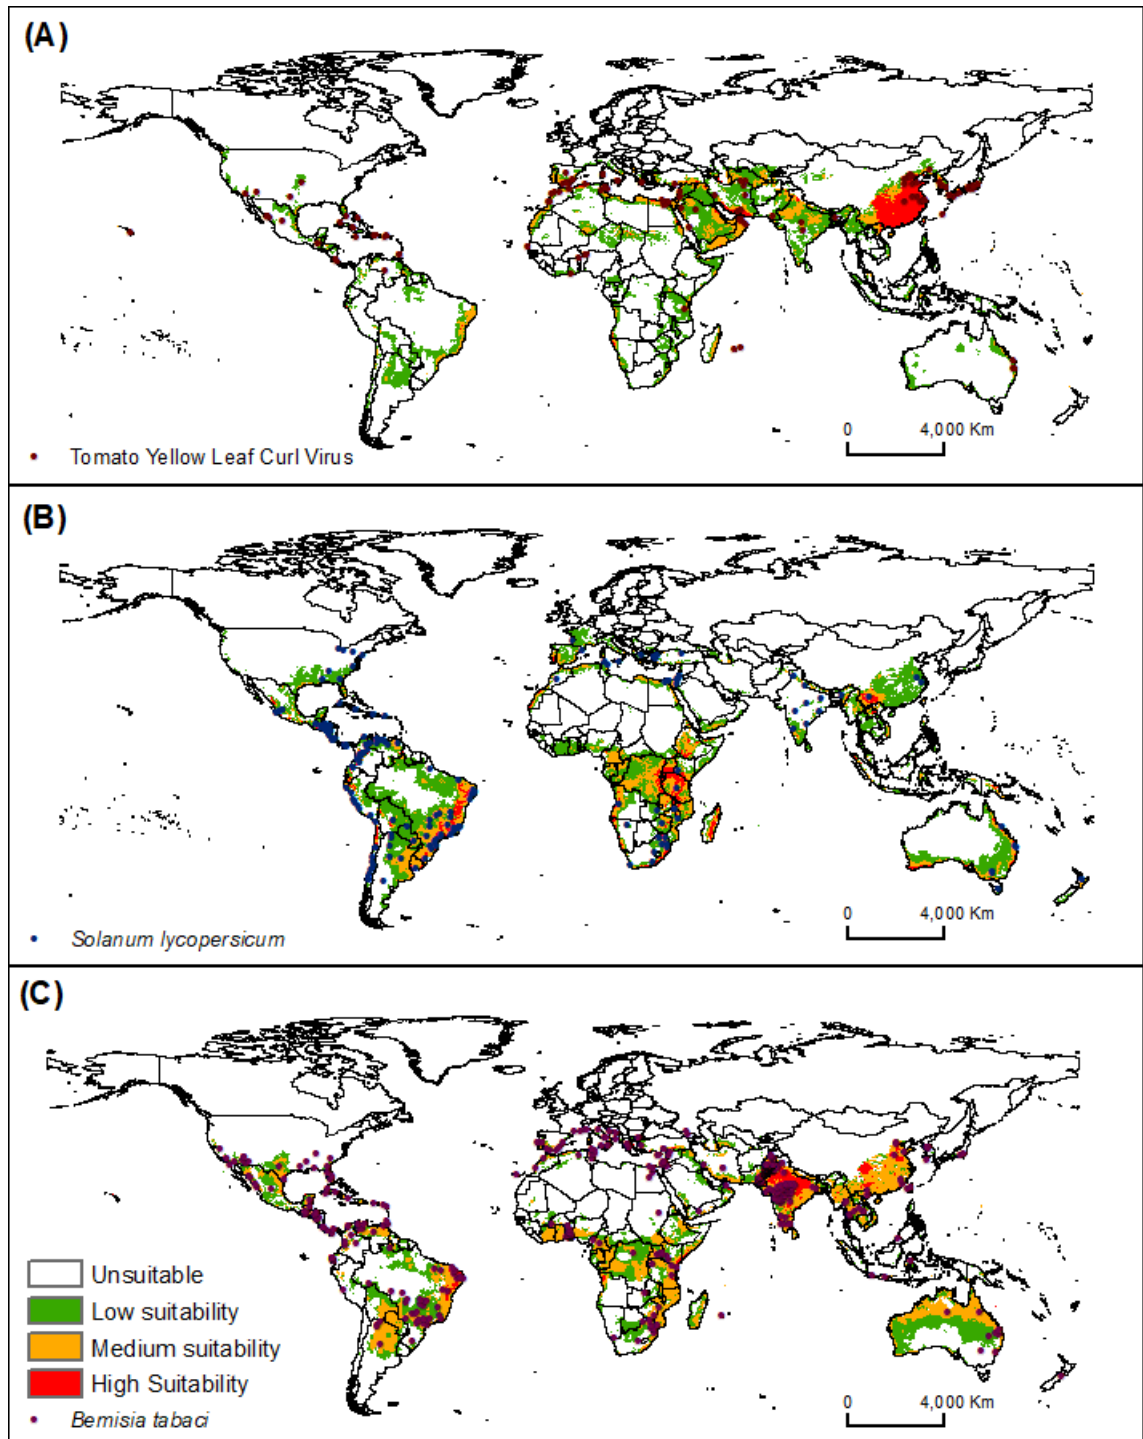 (A)
0 4,000 Km
Tomato Yellow Leaf Curl Virus
(B)
0 4,000 Km
Solanum lycopersicum
(C)
Unsuitable
Low suitability
Medium suitability
High Suitability
0 4,000 Km
Bemisia tabaci